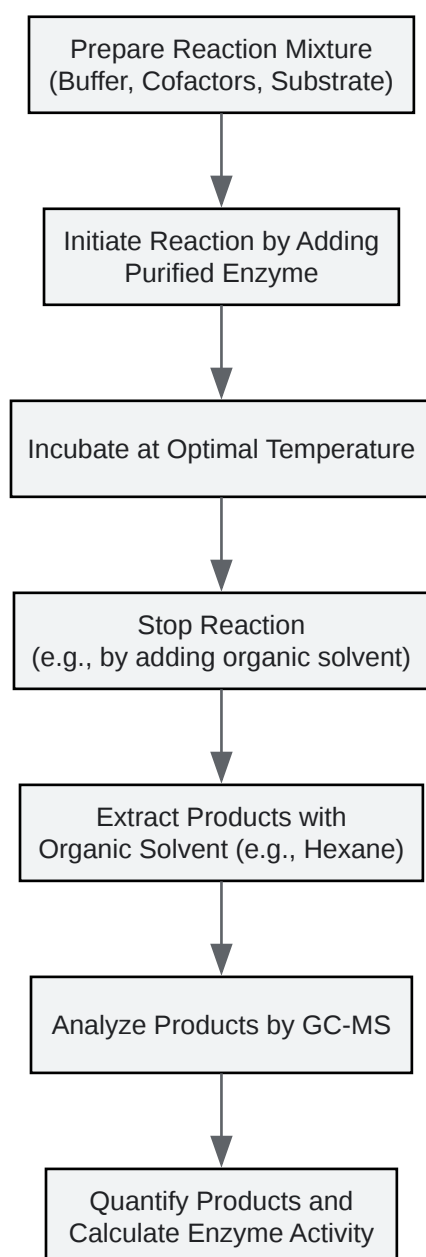 Prepare Reaction Mixture
(Buffer, Cofactors, Substrate)
Initiate Reaction by Adding
Purified Enzyme
Incubate at Optimal Temperature
Stop Reaction
(e.g., by adding organic solvent)
Extract Products with
Organic Solvent (e.g., Hexane)
Analyze Products by GC-MS
Quantify Products and
Calculate Enzyme Activity